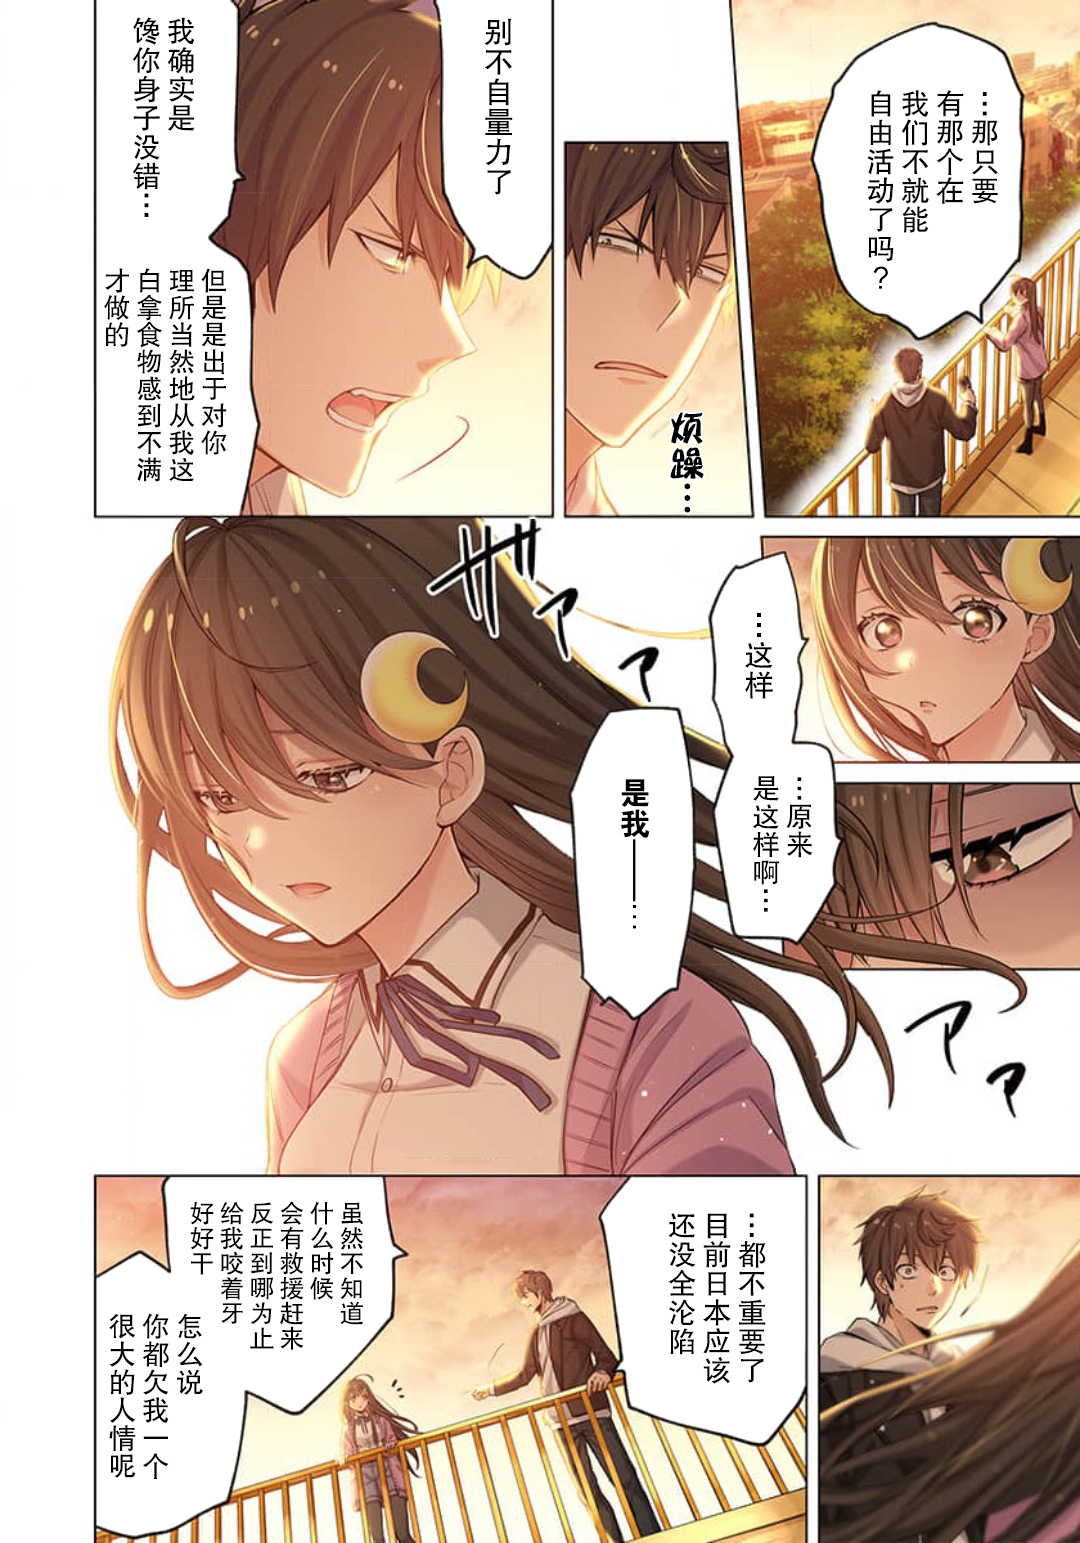 …那只要
有那个在
我们不就能
自由活动了吗？
烦躁…
别不自量力了
我确实是
馋你身子没错…
但是是出于对你
理所当然地从我这
白拿食物感到不满
才做的
…这样
…原来
是这样啊…
是我——…
ア
ア
ア
ア
…都不重要了
目前日本应该
还没全沦陷
虽然不知道
什么时候
会有救援赶来
反正到哪为止
给我咬着牙
好好干
怎么说
你都欠我一个
很大的人情呢